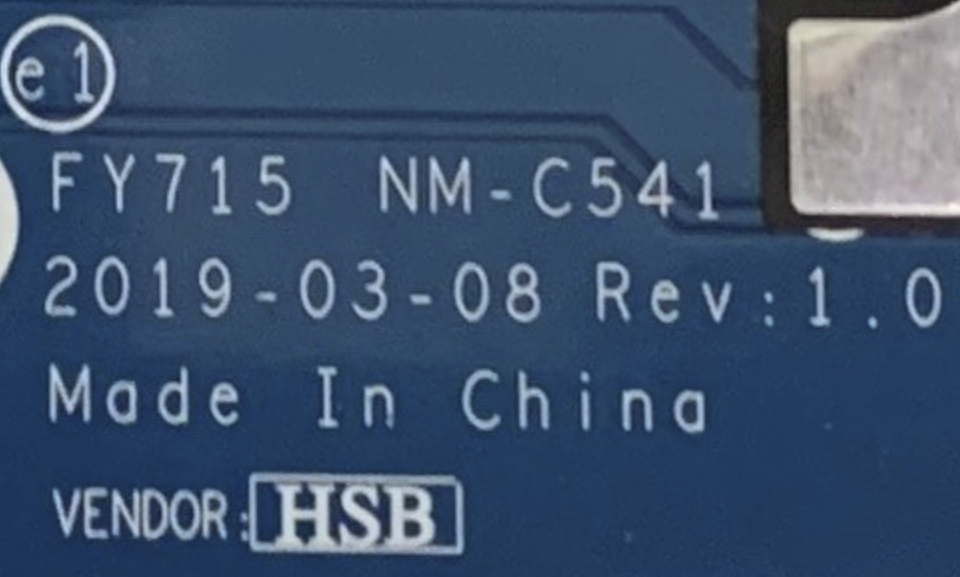 e1
FY715 NM-C541
2019-03-08 Rev:1.0
Made In China
VENDOR: HSB